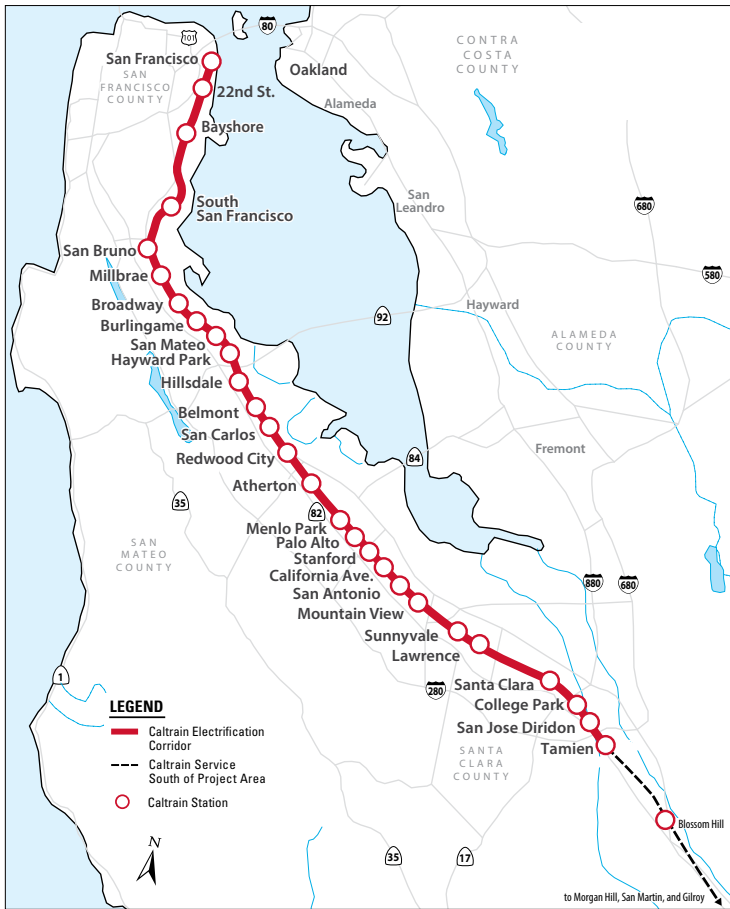 80
101
San Francisco
CONTRA
COSTA
COUNTY
SAN
FRANCISCO
COUNTY
Oakland
22nd St.
Alameda
Bayshore
San
Leandro
South
San Francisco
680
San Bruno
Millbrae
580
Broadway
Hayward
Burlingame
92
San Mateo
ALAMEDA
COUNTY
Hayward Park
Hillsdale
Belmont
San Carlos
Fremont
Redwood City
84
Atherton
35
82
Menlo Park
SAN
MATEO
COUNTY
Palo Alto
Stanford
California Ave.
880
680
San Antonio
Mountain View
Sunnyvale
Lawrence
1
280
Santa Clara
College Park
LEGEND
San Jose Diridon
Caltrain Electrification
Corridor
Tamien
SANTA
CLARA
COUNTY
Caltrain Service
South of Project Area
Caltrain Station
Blossom Hill
N
35
17
to Morgan Hill, San Martin, and Gilroy